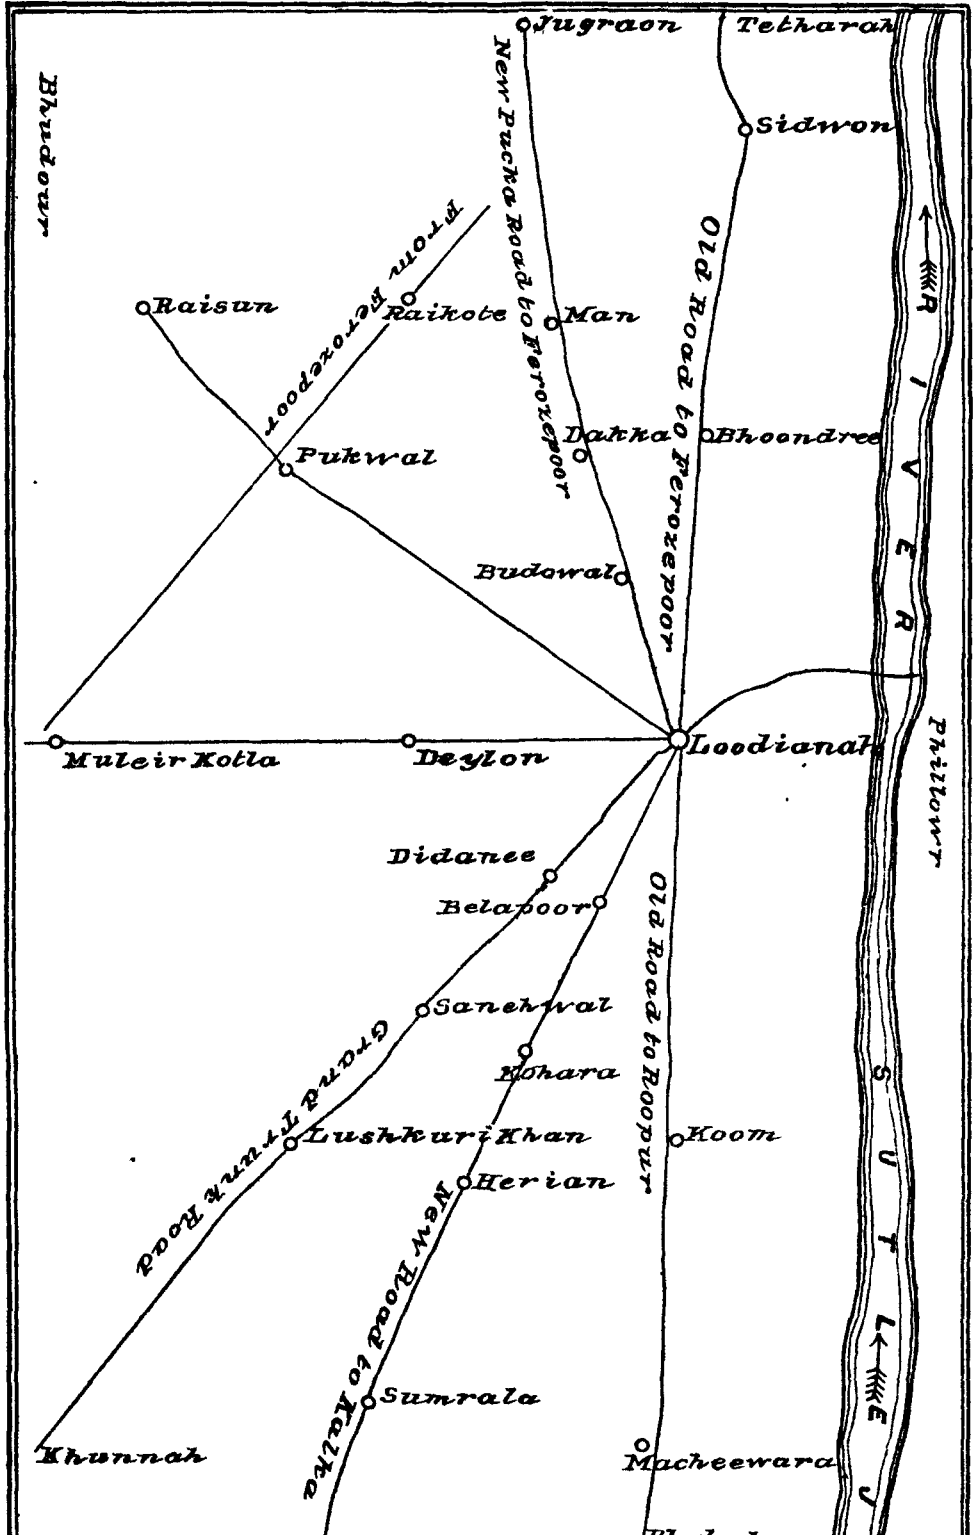 Jugraon
Tetharah
Sidwon
Bhudour
New Pucka Road to Ferozepoor
Old Road to Ferozepoor
From Ferozepoor
Raisun
Raikote
Man
Dakka
Bhoondree
Pukwal
Budowal
RIVER
Loodianah
Phillowr
Muleir Kotla
Deylon
Didanee
Belapoor
Old Road to Roopur
Sanehwal
Grand Trunk Road
Kohara
SUTLEJ
Lushkuri Khan
Koom
Herian
New Road to Kalka
Sumrala
Khunnah
Macheewara